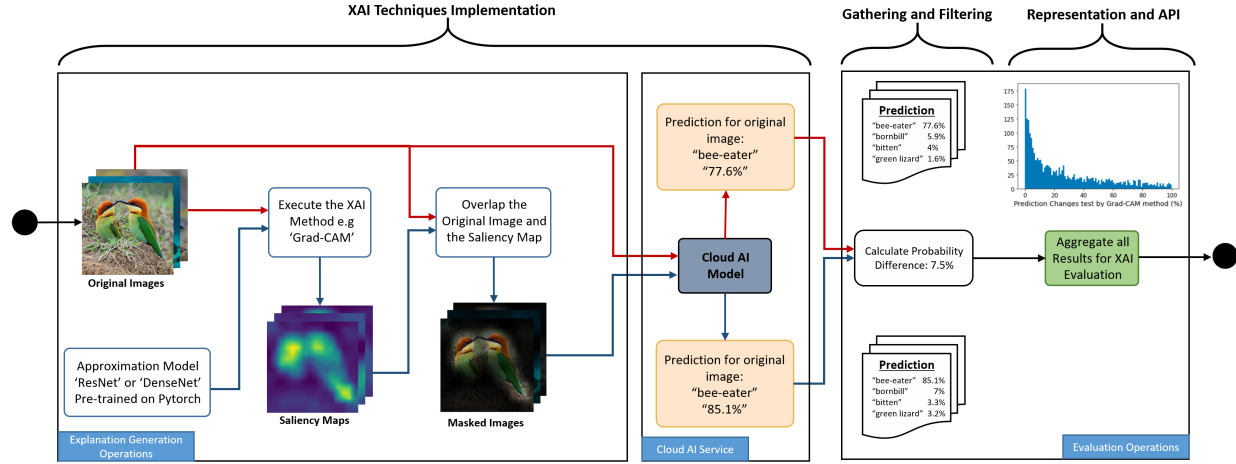 XAI Techniques Implementation
Gathering and Filtering
Representation and API
Original Images
Execute the XAI
Method e.g
‘Grad-CAM’
Overlap the
Original Image and
the Saliency Map
Approximation Model
‘ResNet’ or ‘DenseNet’
Pre-trained on Pytorch
Saliency Maps
Masked Images
Explanation Generation
Operations
Prediction for original
image:
“bee-eater”
“77.6%”
Cloud AI
Model
Prediction for original
image:
“bee-eater”
“85.1%”
Cloud AI Service
Prediction
“bee-eater” 77.6%
“bornbill” 5.9%
“bitten” 4%
“green lizard” 1.6%
Calculate Probability
Difference: 7.5%
Prediction
“bee-eater” 85.1%
“bornbill” 7%
“bitten” 3.3%
“green lizard” 3.2%
175
150
125
100
75
50
25
0
0 20 40 60 80 100
Prediction Changes test by Grad-CAM method (%)
Aggregate all
Results for XAI
Evaluation
Evaluation Operations